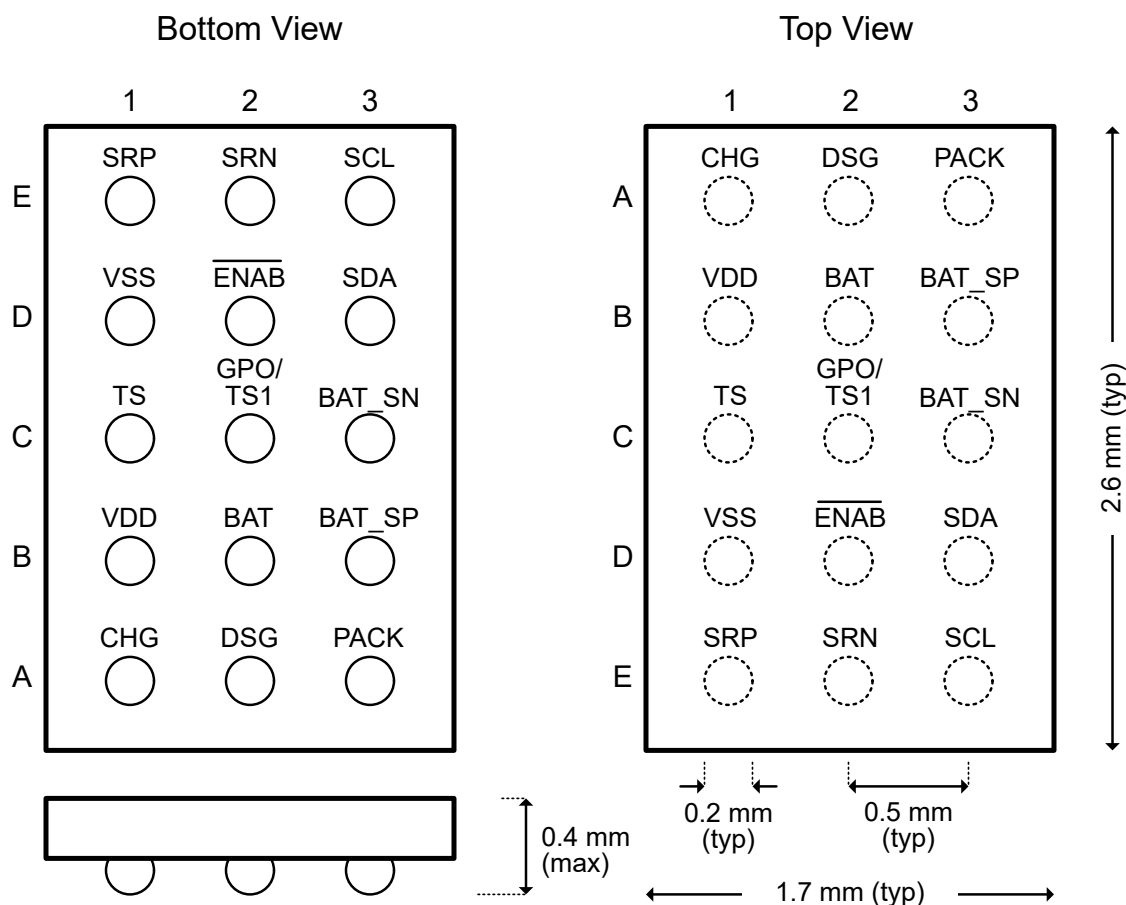 Bottom View
1 2 3
SRP SRN SCL
E
VSS ENAB SDA
D
GPO/
TS TS1 BAT_SN
C
VDD BAT BAT_SP
B
CHG DSG PACK
A
0.4 mm
(max)
Top View
1 2 3
CHG DSG PACK
A
VDD BAT BAT_SP
B
GPO/
TS TS1 BAT_SN
C
VSS ENAB SDA
D
SRP SRN SCL
E
2.6 mm (typ)
0.2 mm
(typ)
0.5 mm
(typ)
1.7 mm (typ)